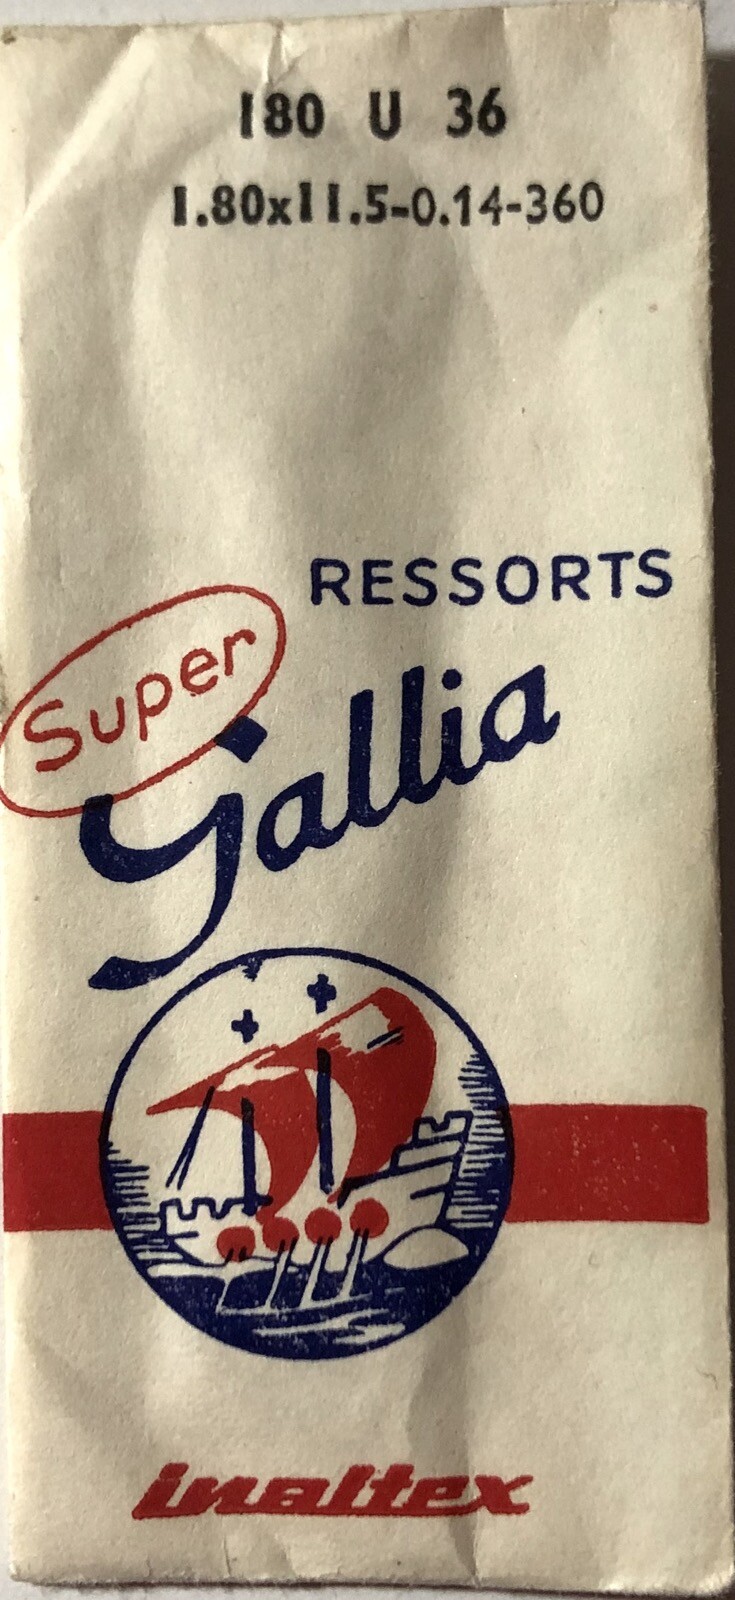 180 U 36
1.80x11.5-0.14-360
RESSORTS
Super
Gallia
inaltex